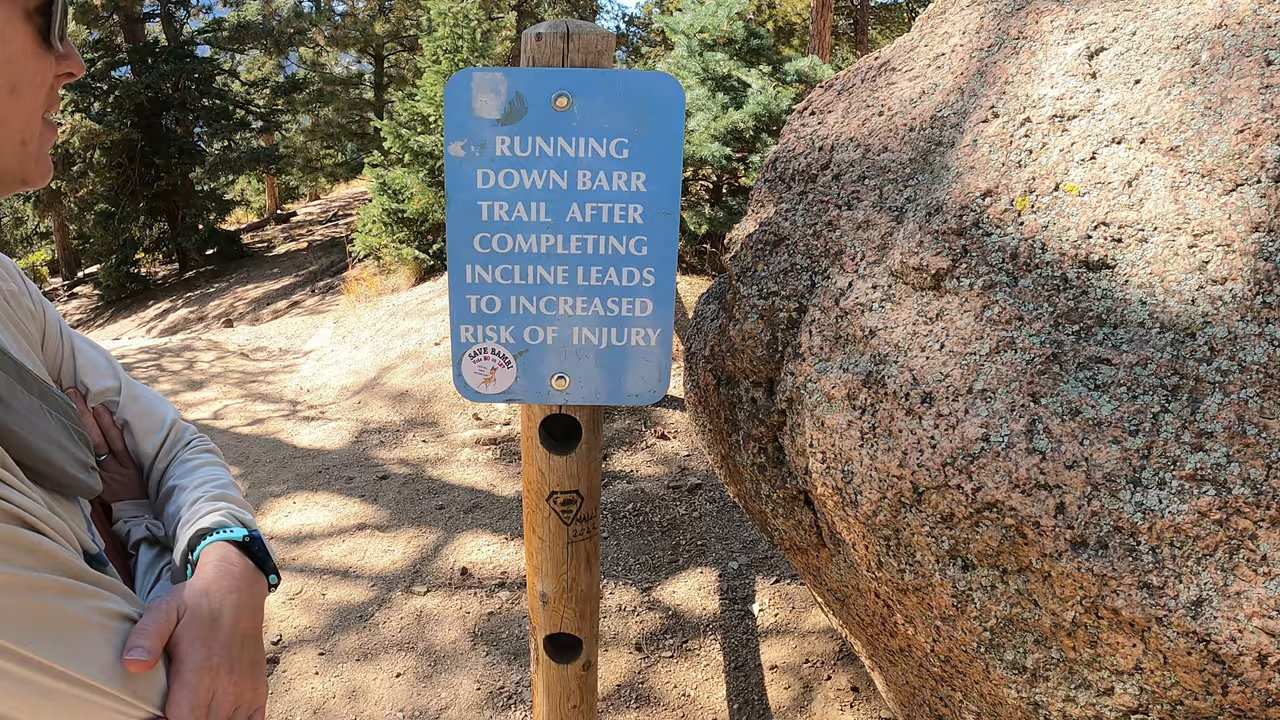 RUNNING
DOWN BARR
TRAIL AFTER
COMPLETING
INCLINE LEADS
TO INCREASED
RISK OF INJURY
SAVE BAMBI